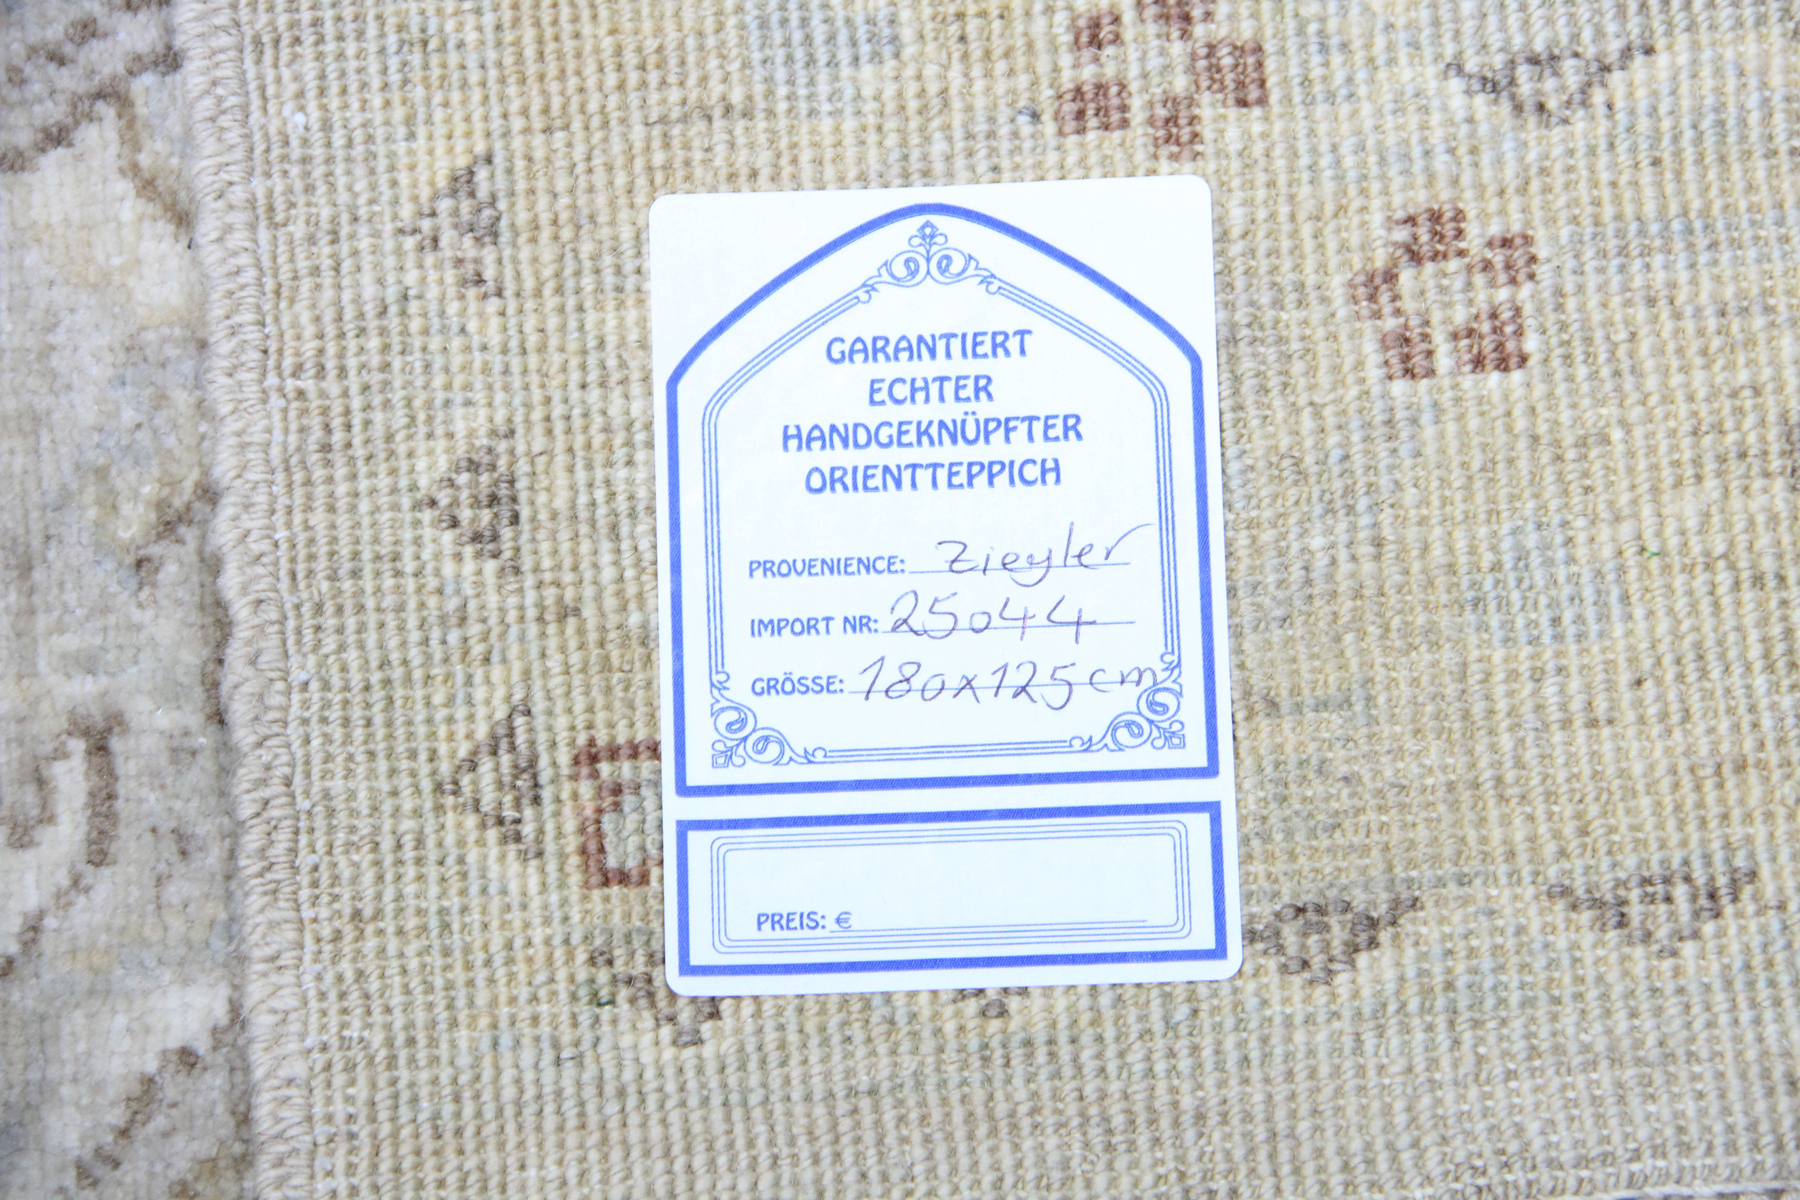 GARANTIERT
ECHTER
HANDGEKNÜPFTER
ORIENTTEPPICH
PROVENIENCE: Ziegler
IMPORT NR: 25044
GRÖSSE: 180x125cm
PREIS: €